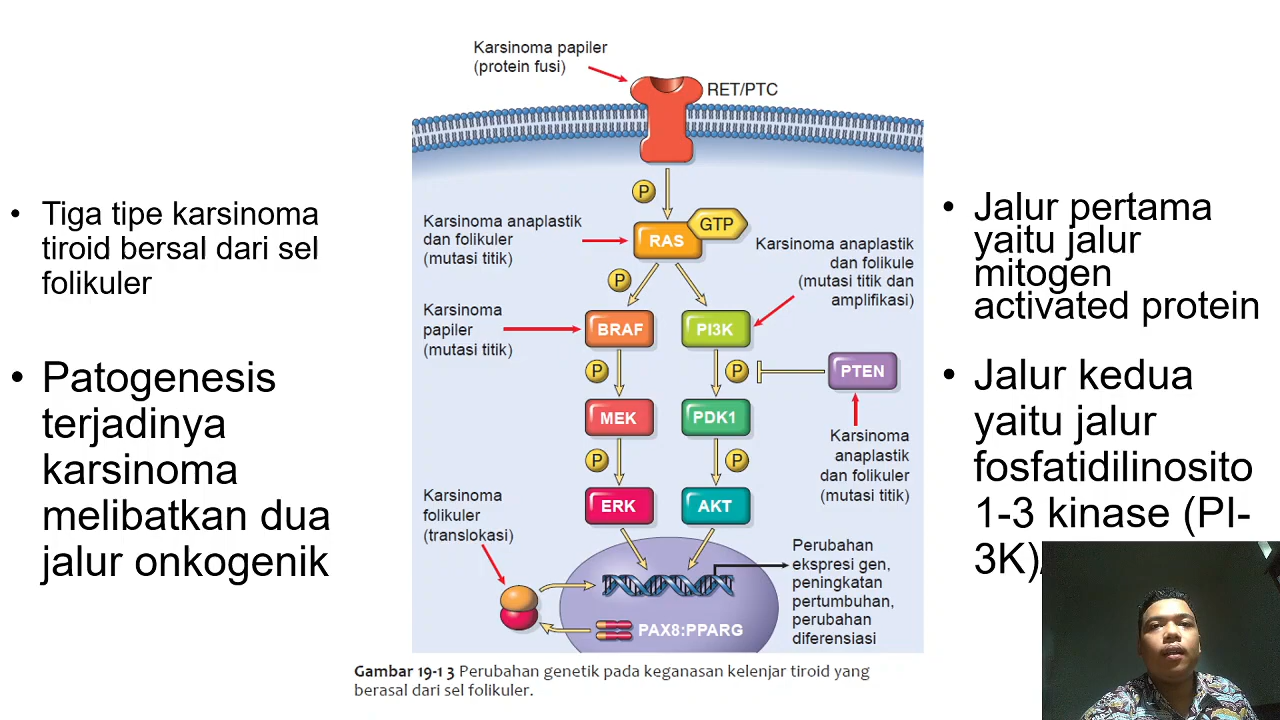 • Tiga tipe karsinoma
tiroid bersal dari sel
folikuler
• Patogenesis
terjadinya
karsinoma
melibatkan dua
jalur onkogenik
Karsinoma papiler
(protein fusi)
RET/PTC
P
Karsinoma anaplastik
dan folikuler
(mutasi titik)
RAS
GTP
Karsinoma anaplastik
dan folikule
(mutasi titik dan
amplifikasi)
P
Karsinoma
papiler
(mutasi titik)
BRAF
PI3K
P
P
PTEN
MEK
PDK1
Karsinoma
anaplastik
dan folikuler
(mutasi titik)
P
P
Karsinoma
folikuler
(translokasi)
ERK
AKT
Perubahan
ekspresi gen,
peningkatan
pertumbuhan,
perubahan
diferensiasi
PAX8:PPARG
Gambar 19-1 3 Perubahan genetik pada keganasan kelenjar tiroid yang
berasal dari sel folikuler.
• Jalur pertama
yaitu jalur
mitogen
activated protein
• Jalur kedua
yaitu jalur
fosfatidilinosito
1-3 kinase (PI-
3K)